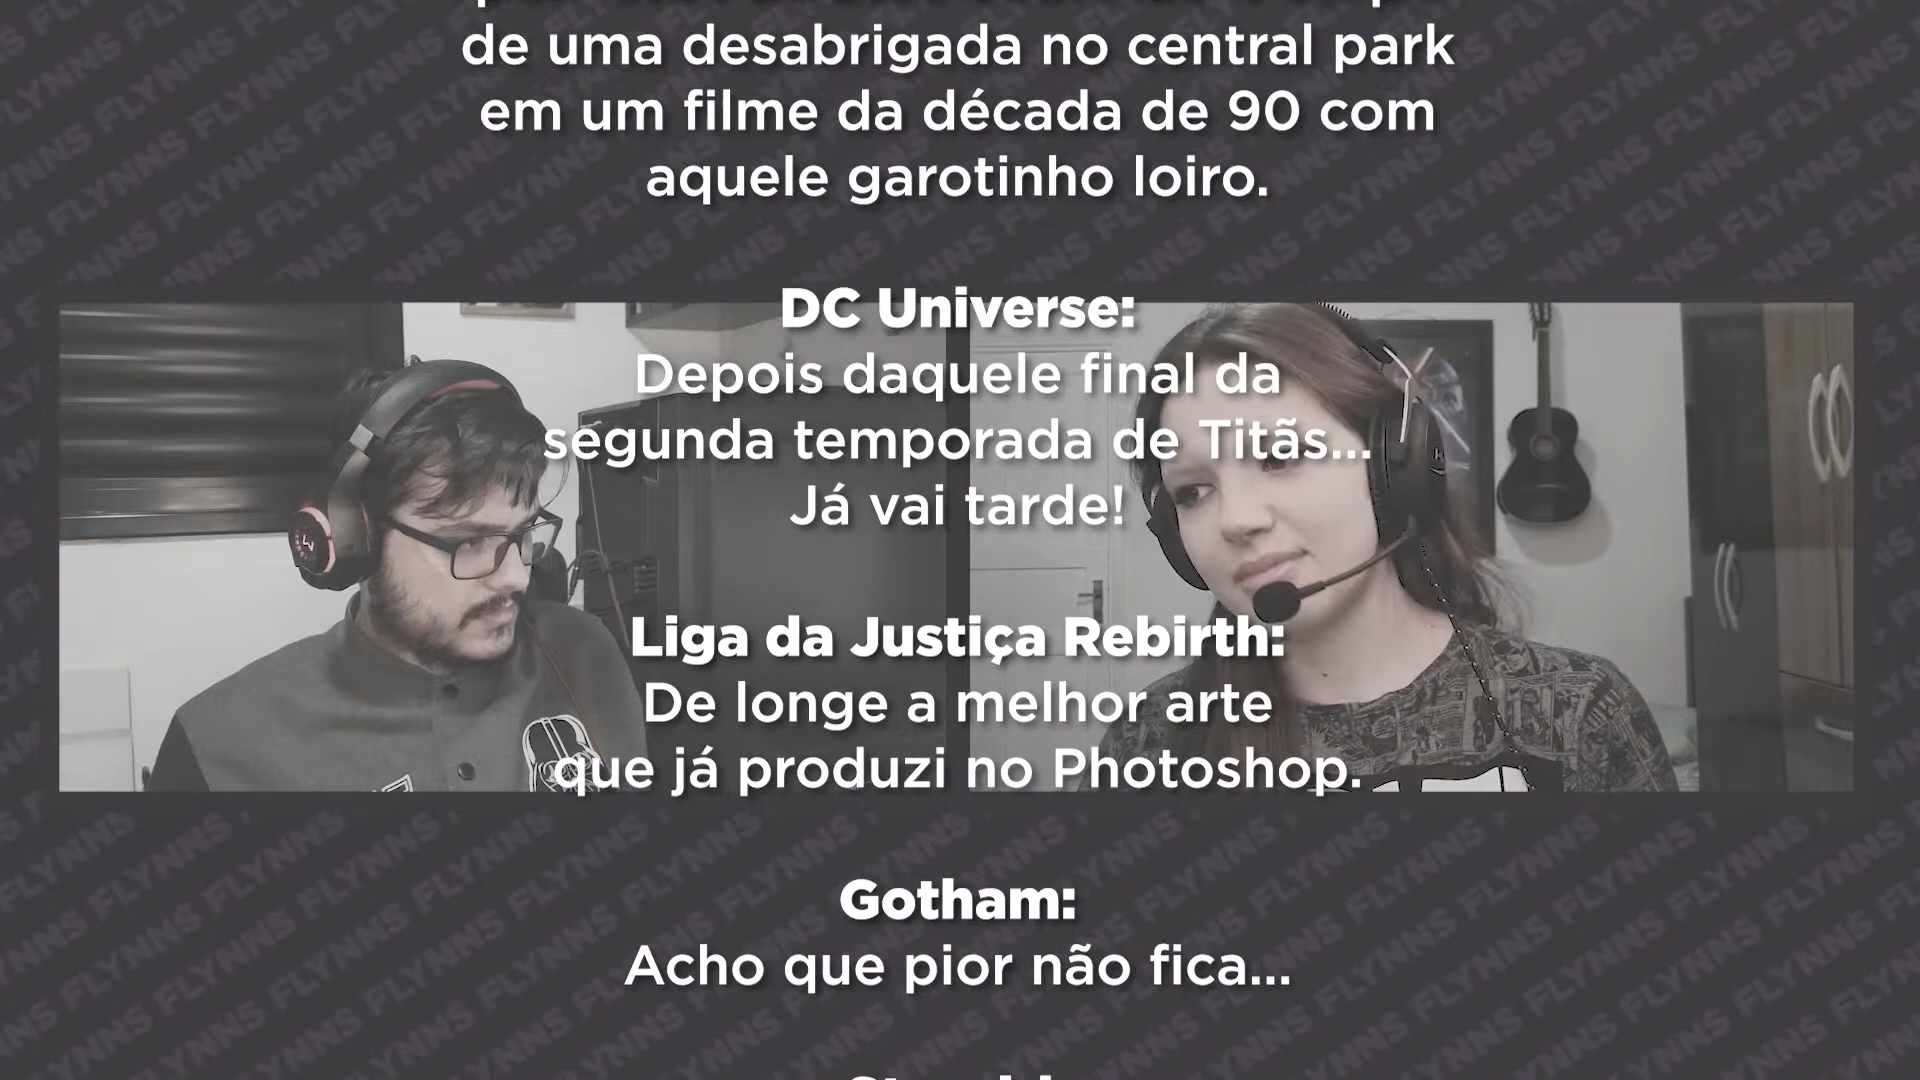 de uma desabrigada no central park
em um filme da década de 90 com
aquele garotinho loiro.
DC Universe:
Depois daquele final da
segunda temporada de Titãs...
Já vai tarde!
Liga da Justiça Rebirth:
De longe a melhor arte
que já produzi no Photoshop.
Gotham:
Acho que pior não fica...